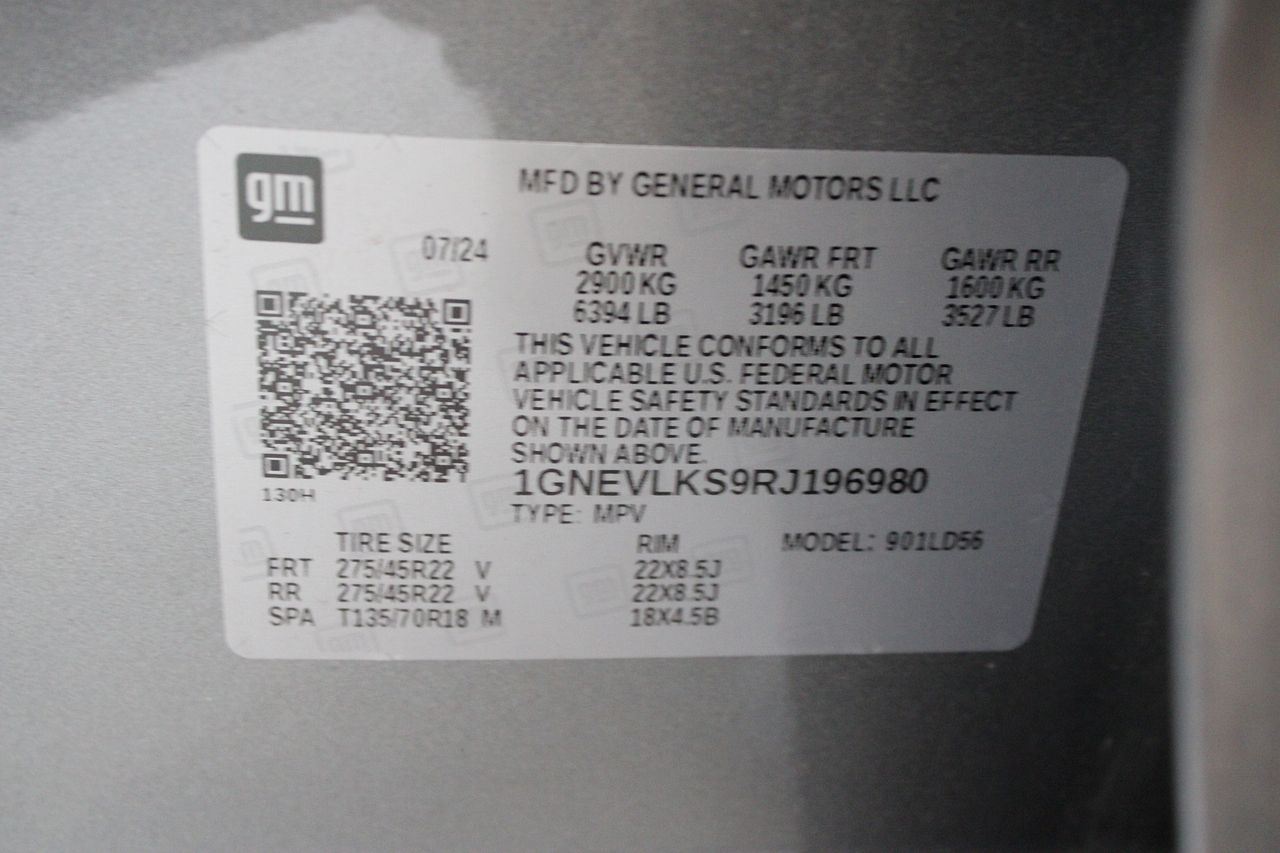 gm
MFD BY GENERAL MOTORS LLC
07/24
GVWR GAWR FRT GAWR RR
2900 KG 1450 KG 1600 KG
6394 LB 3196 LB 3527 LB
THIS VEHICLE CONFORMS TO ALL
APPLICABLE U.S. FEDERAL MOTOR
VEHICLE SAFETY STANDARDS IN EFFECT
ON THE DATE OF MANUFACTURE
SHOWN ABOVE.
1GNEVLKS9RJ196980
130H
TYPE: MPV
TIRE SIZE RIM MODEL: 901LD56
FRT 275/45R22 V 22X8.5J
RR 275/45R22 V 22X8.5J
SPA T135/70R18 M 18X4.5B